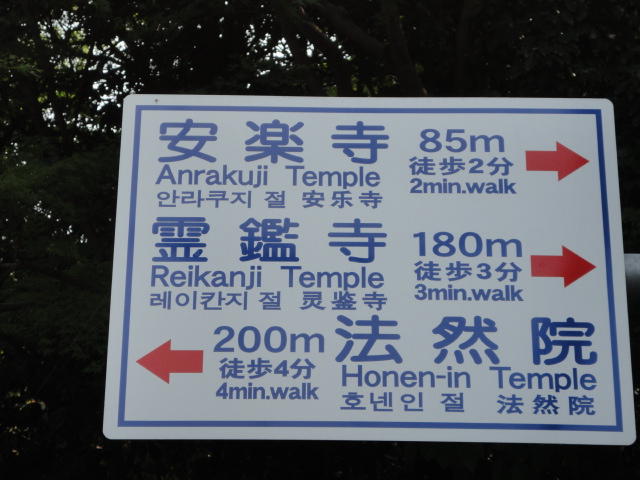 安楽寺 85m
Anrakuji Temple 徒歩2分
안라쿠지 절 安乐寺 2min.walk
霊鑑寺 180m
Reikanji Temple 徒歩3分
레이칸지 절 灵鉴寺 3min.walk
200m 法然院
徒歩4分 Honen-in Temple
4min.walk 호넨인 절 法然院